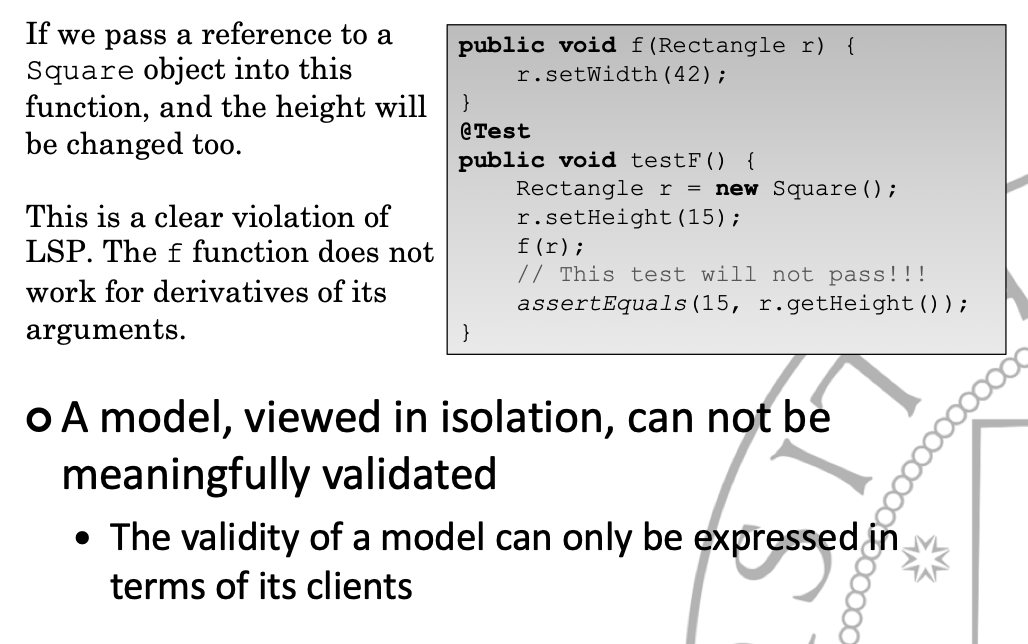 If we pass a reference to a
Square object into this
function, and the height will
be changed too.
This is a clear violation of
LSP. The f function does not
work for derivatives of its
arguments.
public void f(Rectangle r) {
r.setWidth(42);
}
@Test
public void testF() {
Rectangle r = new Square();
r.setHeight(15);
f(r);
// This test will not pass!!!
assertEquals(15, r.getHeight());
}
A model, viewed in isolation, can not be
meaningfully validated
The validity of a model can only be expressed in
terms of its clients
S I T